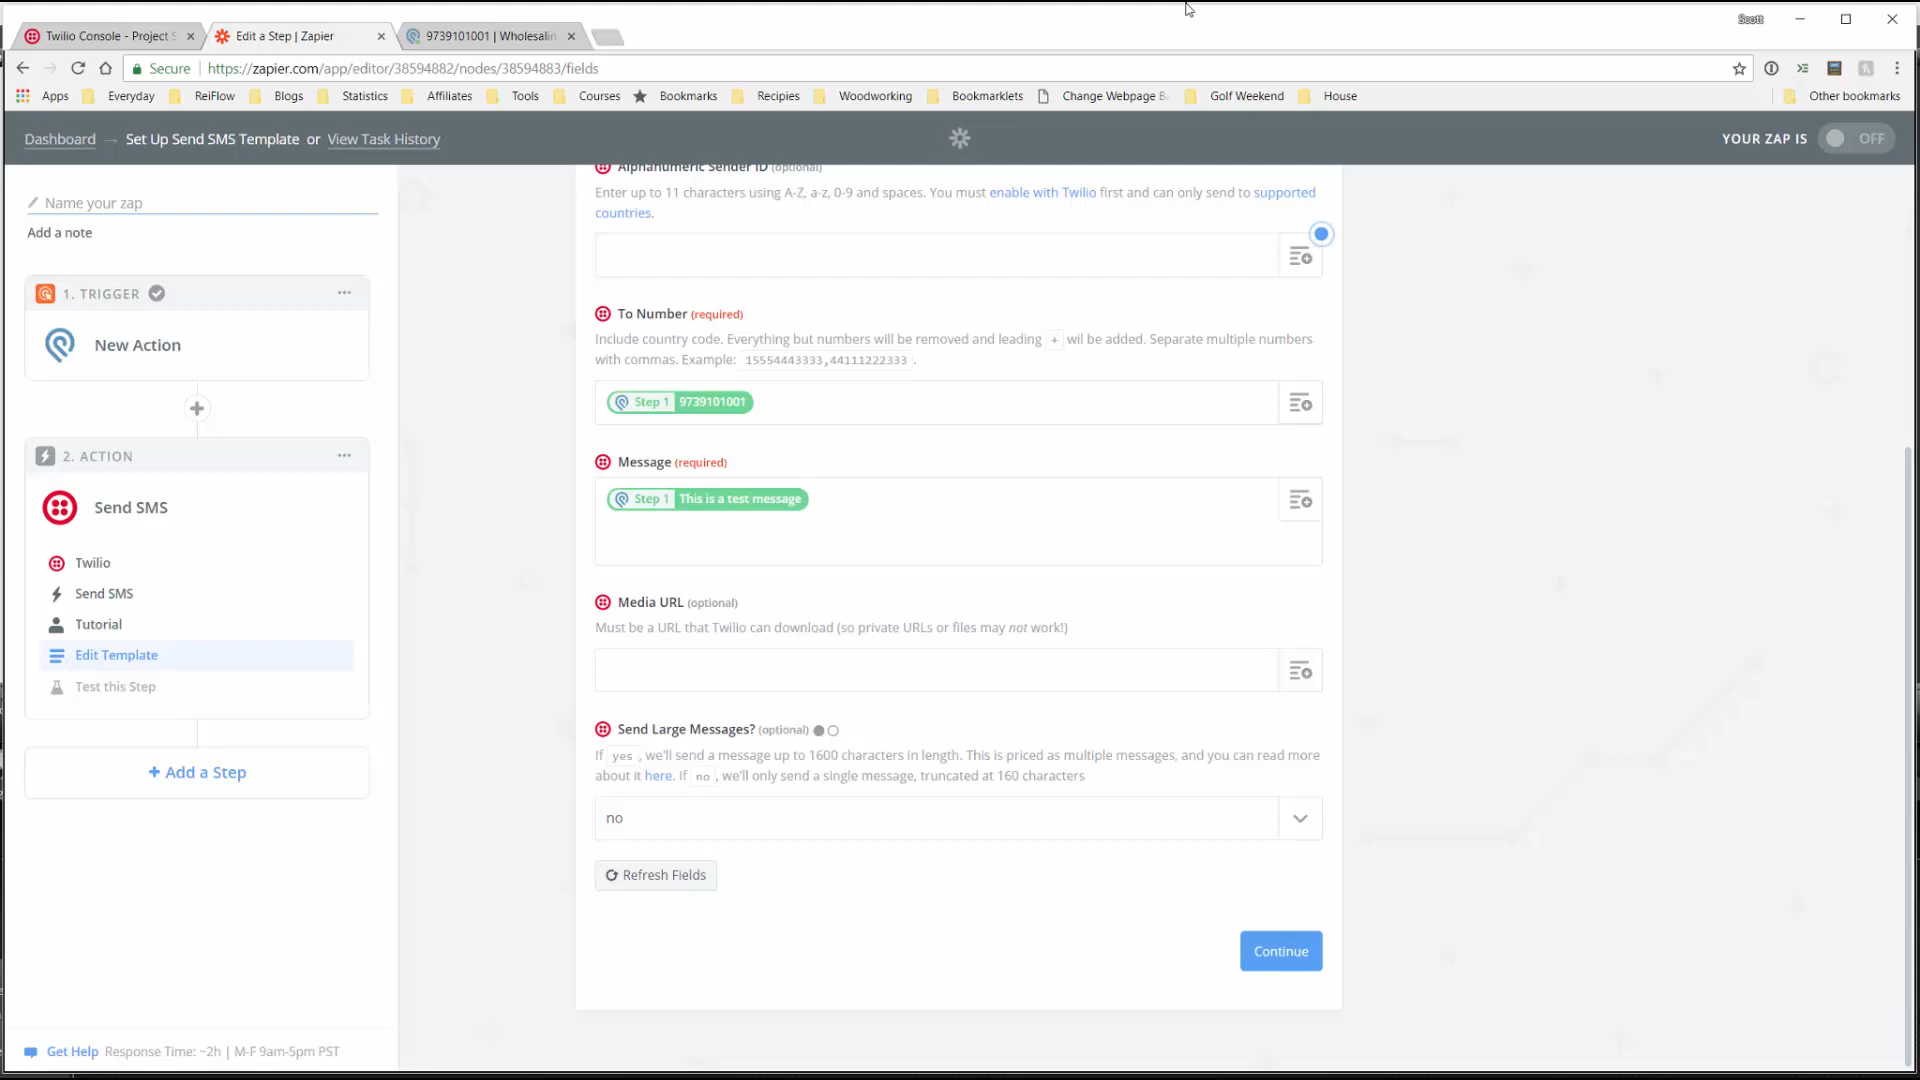 Scott
Twilio Console - Project S
Edit a Step | Zapier
9739101001 | Wholesalin
Secure | https://zapier.com/app/editor/38594882/nodes/38594883/fields
Apps Everyday ReiFlow Blogs Statistics Affiliates Tools Courses Bookmarks Recipies Woodworking Bookmarklets Change Webpage Ba Golf Weekend House Other bookmarks
Dashboard → Set Up Send SMS Template or View Task History
YOUR ZAP IS OFF
Name your zap
Add a note
1. TRIGGER
New Action
2. ACTION
Send SMS
Twilio
Send SMS
Tutorial
Edit Template
Test this Step
+ Add a Step
Get Help Response Time: ~2h | M-F 9am-5pm PST
Alphanumeric Sender ID (optional)
Enter up to 11 characters using A-Z, a-z, 0-9 and spaces. You must enable with Twilio first and can only send to supported
countries.
To Number (required)
Include country code. Everything but numbers will be removed and leading + wil be added. Separate multiple numbers
with commas. Example: 15554443333,44111222333 .
Step 1 9739101001
Message (required)
Step 1 This is a test message
Media URL (optional)
Must be a URL that Twilio can download (so private URLs or files may not work!)
Send Large Messages? (optional)
If yes , we'll send a message up to 1600 characters in length. This is priced as multiple messages, and you can read more
about it here. If no , we'll only send a single message, truncated at 160 characters
no
Refresh Fields
Continue